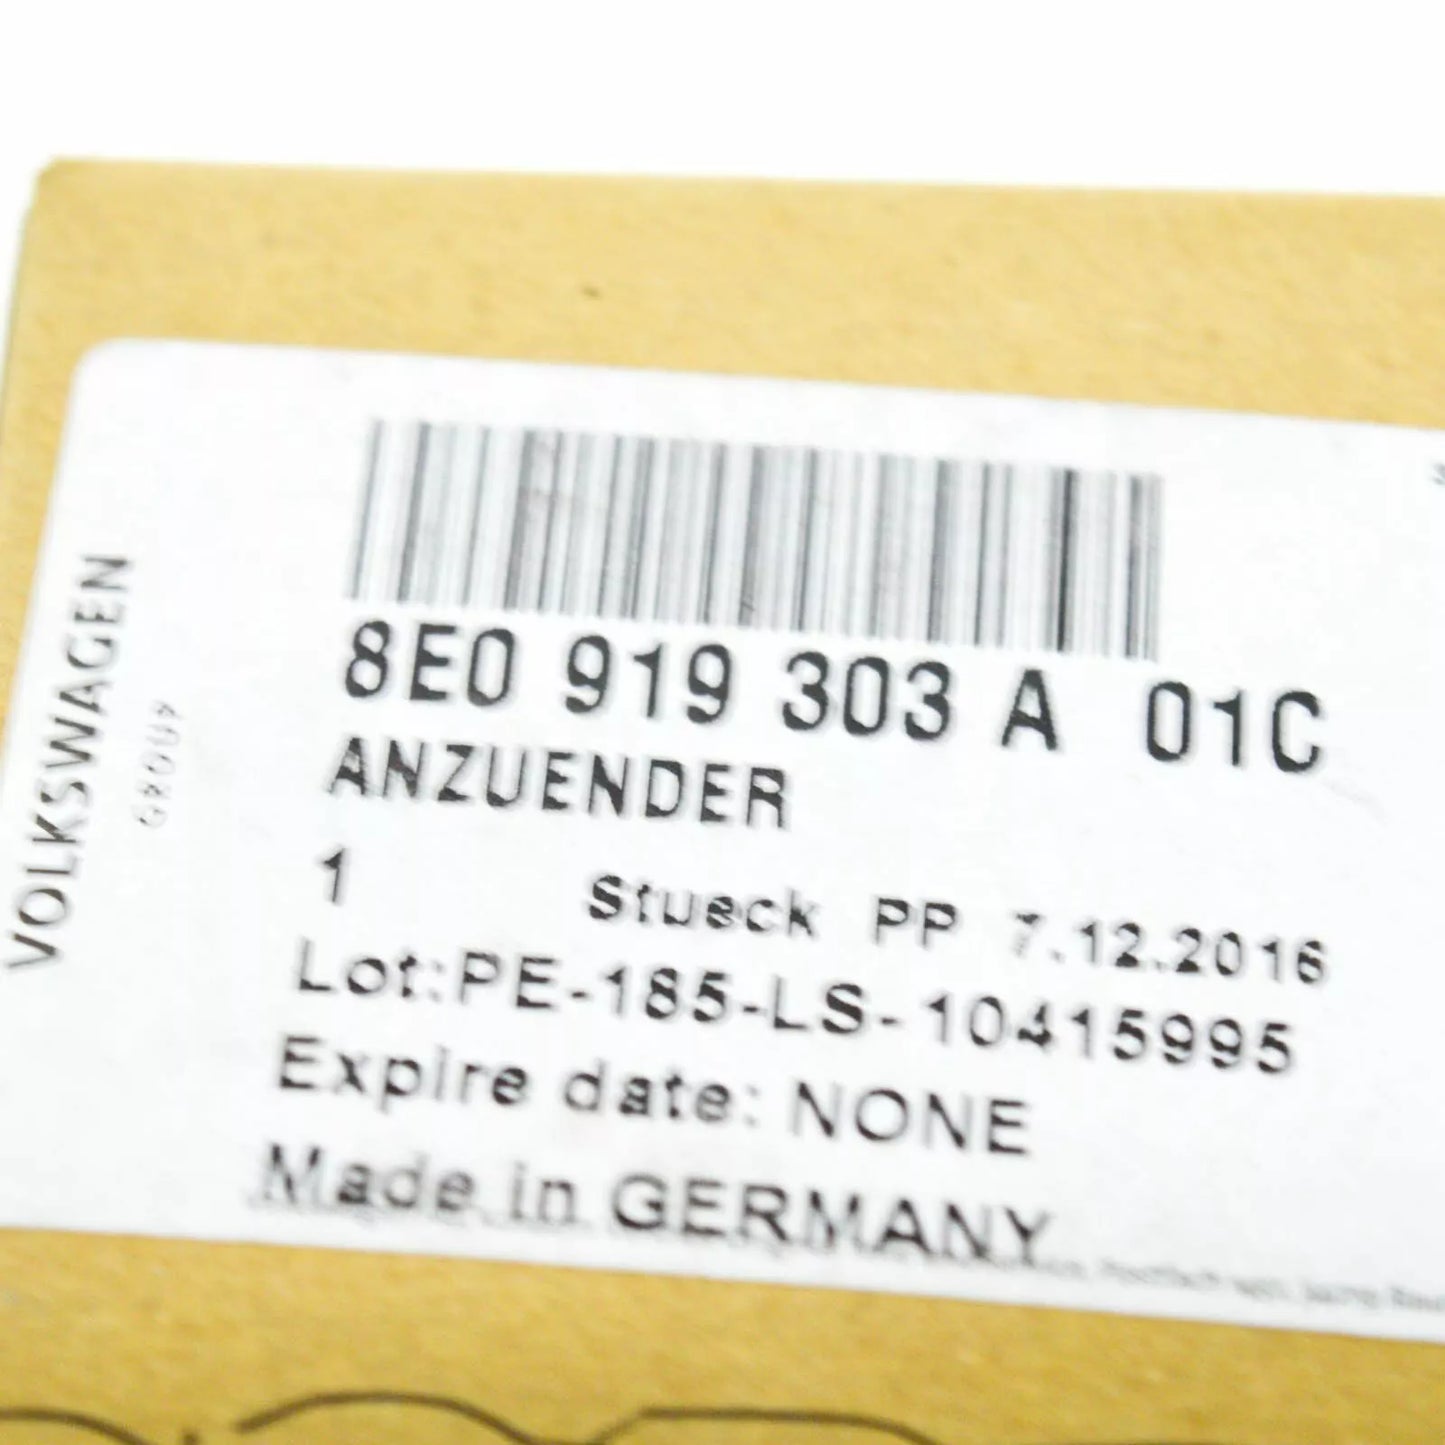 VOLKSWAGEN
GROUP
8E0 919 303 A 01C
ANZUENDER
1 Stueck PP 7.12.2016
Lot:PE-185-LS-10415995
Expire date: NONE
Made in GERMANY